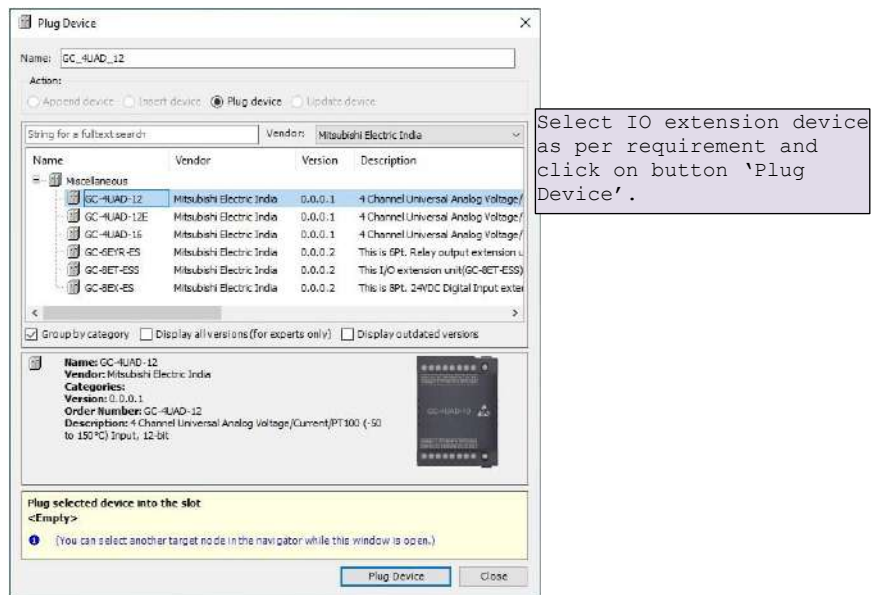 Plug Device
Name: GC_4UAD_12
Action:
Append device Insert device Plug device Update device
String for a fulltext search Vendor: Mitsubishi Electric India
Name Vendor Version Description
Miscellaneous
GC-4UAD-12 Mitsubishi Electric India 0.0.0.1 4 Channel Universal Analog Voltage/
GC-4UAD-12E Mitsubishi Electric India 0.0.0.1 4 Channel Universal Analog Voltage/
GC-4UAD-16 Mitsubishi Electric India 0.0.0.1 4 Channel Universal Analog Voltage/
GC-6EYR-ES Mitsubishi Electric India 0.0.0.2 This is 6Pt. Relay output extension u
GC-8ET-ESS Mitsubishi Electric India 0.0.0.2 This I/O extension unit(GC-8ET-ESS)
GC-8EX-ES Mitsubishi Electric India 0.0.0.2 This is 8Pt. 24VDC Digital Input exter
Group by category Display all versions (for experts only) Display outdated versions
Name: GC-4UAD-12
Vendor: Mitsubishi Electric India
Categories:
Version: 0.0.0.1
Order Number: GC-4UAD-12
Description: 4 Channel Universal Analog Voltage/Current/PT100 (-50
to 150°C) Input, 12-bit
Plug selected device into the slot
<Empty>
(You can select another target node in the navigator while this window is open.)
Plug Device Close
Select IO extension device
as per requirement and
click on button ‘Plug
Device’.